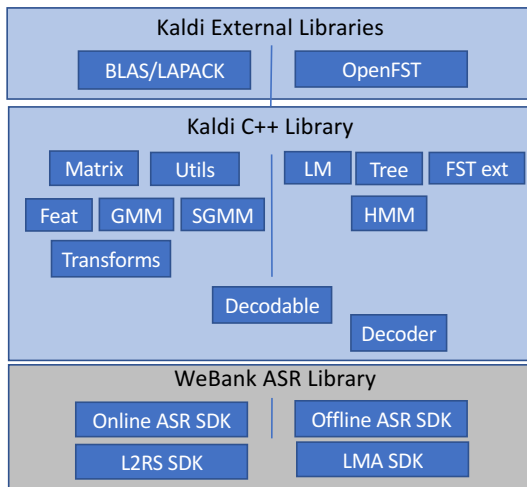 Kaldi External Libraries
BLAS/LAPACK OpenFST
Kaldi C++ Library
Matrix Utils LM Tree FST ext
Feat GMM SGMM HMM
Transforms
Decodable
Decoder
WeBank ASR Library
Online ASR SDK Offline ASR SDK
L2RS SDK LMA SDK